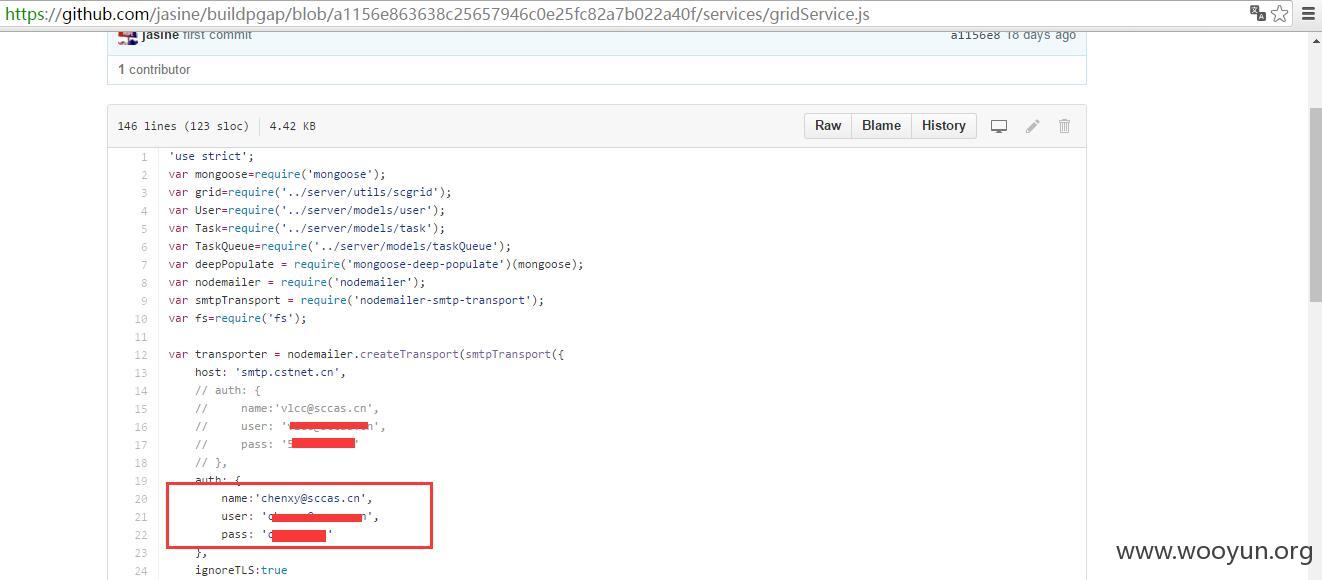 https://github.com/jasine/buildpgap/blob/a1156e863638c25657946c0e25fc82a7b022a40f/services/gridService.js
jasine first commit
a1156e8 18 days ago
1 contributor
146 lines (123 sloc) 4.42 KB
Raw Blame History
1 'use strict';
2 var mongoose=require('mongoose');
3 var grid=require('../server/utils/scgrid');
4 var User=require('../server/models/user');
5 var Task=require('../server/models/task');
6 var TaskQueue=require('../server/models/taskQueue');
7 var deepPopulate = require('mongoose-deep-populate')(mongoose);
8 var nodemailer = require('nodemailer');
9 var smtpTransport = require('nodemailer-smtp-transport');
10 var fs=require('fs');
11
12 var transporter = nodemailer.createTransport(smtpTransport({
13 host: 'smtp.cstnet.cn',
14 // auth: {
15 // name:'vlcc@sccas.cn',
16 // user: '
17 // pass: '5 '
18 // },
19 auth: {
20 name:'chenxy@sccas.cn',
21 user: 'c n',
22 pass: 'c '
23 },
24 ignoreTLS:true
www.wooyun.org